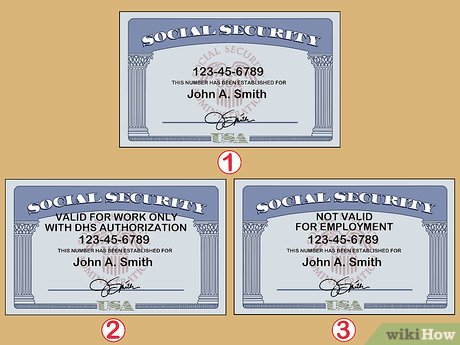 SOCIAL SECURITY
123-45-6789
THIS NUMBER HAS BEEN ESTABLISHED FOR
John A. Smith
USA
1
SOCIAL SECURITY
VALID FOR WORK ONLY
WITH DHS AUTHORIZATION
123-45-6789
THIS NUMBER HAS BEEN ESTABLISHED FOR
John A. Smith
USA
2
SOCIAL SECURITY
NOT VALID
FOR EMPLOYMENT
123-45-6789
THIS NUMBER HAS BEEN ESTABLISHED FOR
John A. Smith
USA
3
wikiHow